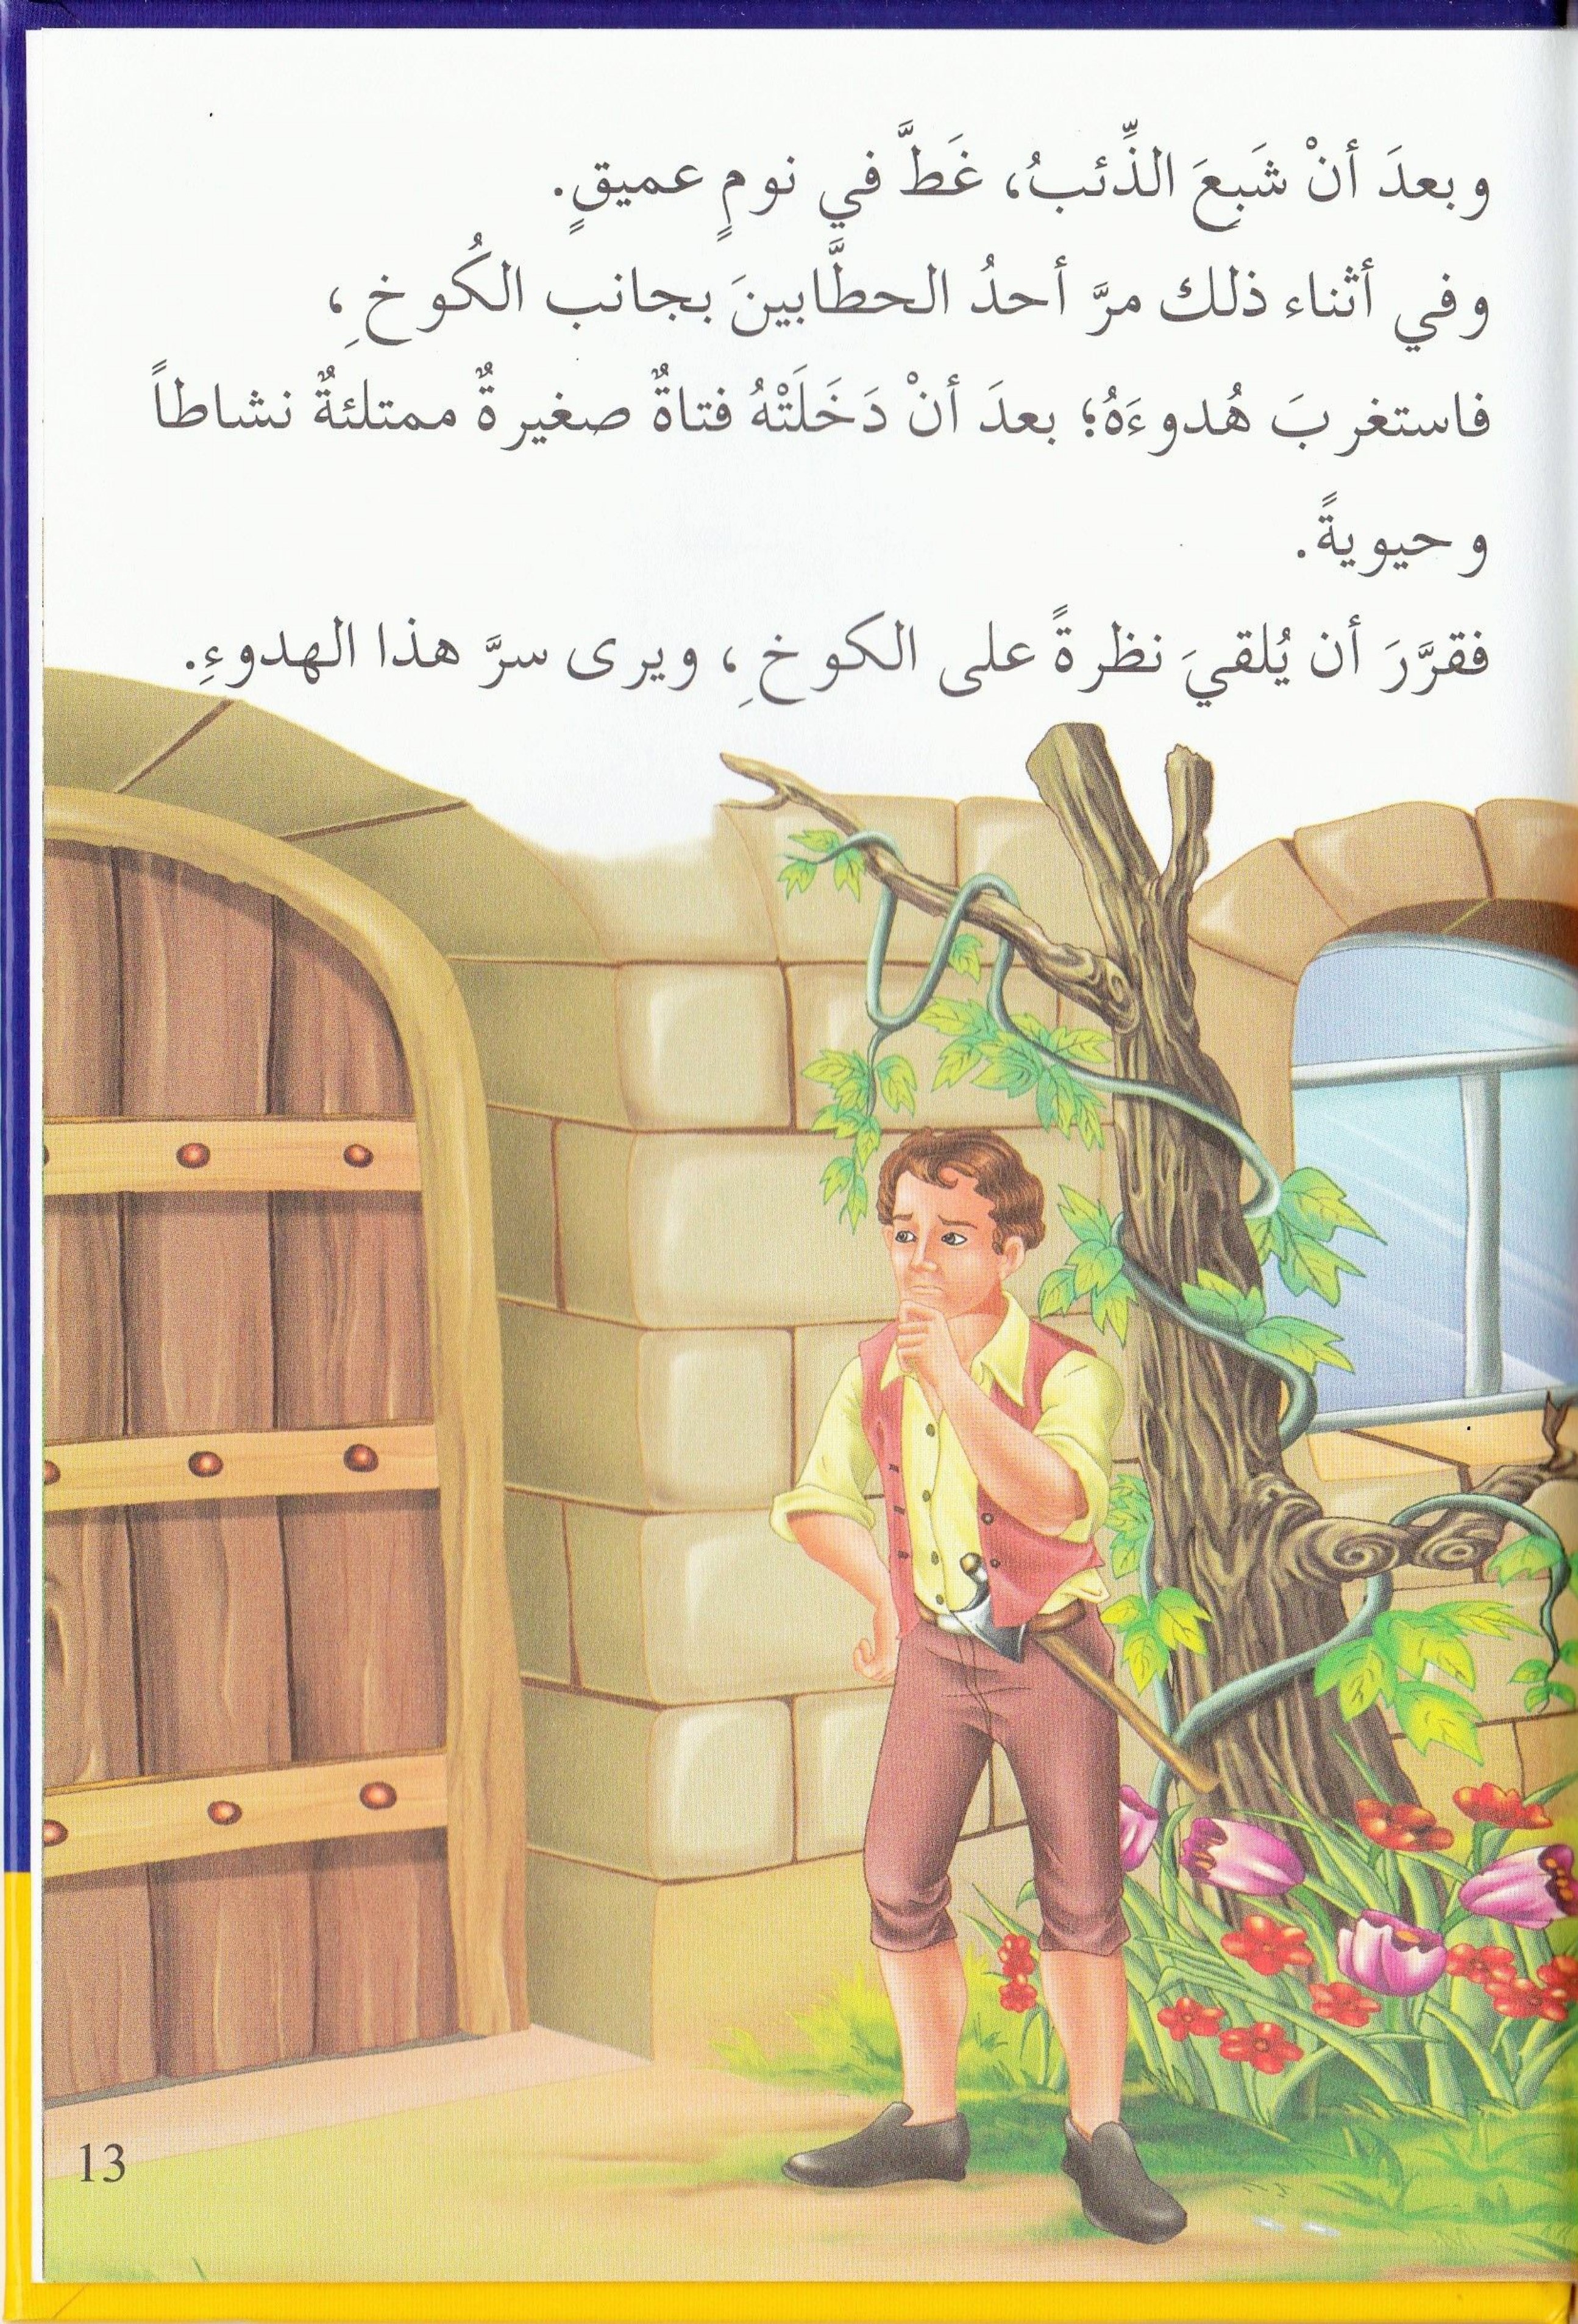 وبعدَ أنْ شَبِعَ الذِّئبُ، غَطَّ في نومٍ عميقٍ.
وفي أثناء ذلك مرَّ أحدُ الحطَّابينَ بجانب الكُوخِ،
فاستغربَ هُدوءَهُ؛ بعدَ أنْ دَخَلَتْهُ فتاةٌ صغيرةٌ ممتلئةٌ نشاطاً
وحيويةً.
فقرَّرَ أن يُلقيَ نظرةً على الكوخِ، ويرى سرَّ هذا الهدوءِ.
13